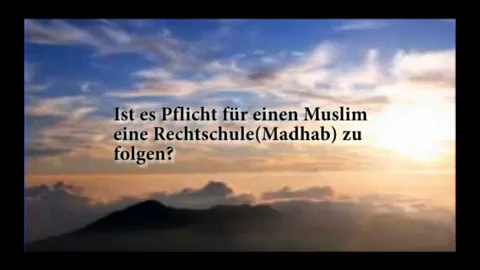 Ist es Pflicht für einen Muslim
eine Rechtschule(Madhab) zu
folgen?